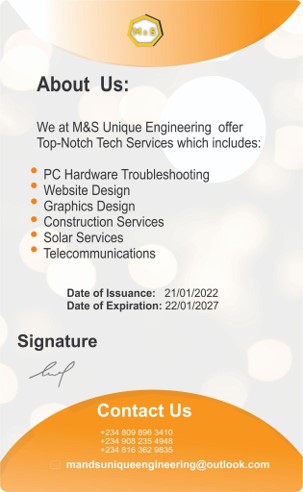 M & S
About Us:
We at M&S Unique Engineering offer
Top-Notch Tech Services which includes:
• PC Hardware Troubleshooting
• Website Design
• Graphics Design
• Construction Services
• Solar Services
• Telecommunications
Date of Issuance: 21/01/2022
Date of Expiration: 22/01/2027
Signature
Contact Us
+234 809 896 3410
+234 908 235 4948
+234 816 362 9835
mandsuniqueengineering@outlook.com